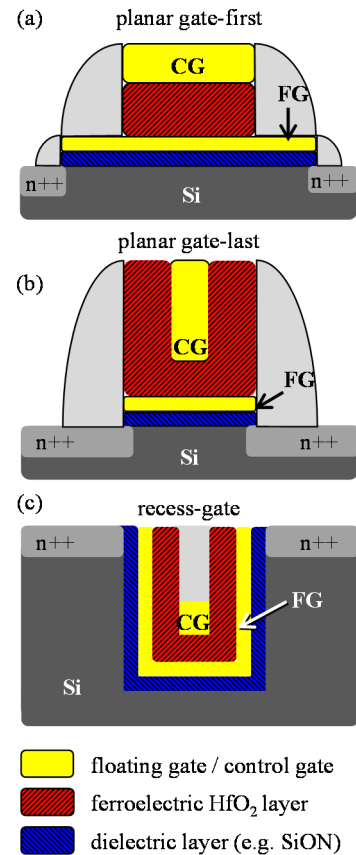 (a) planar gate-first
CG
FG
n++ n++
Si
planar gate-last
(b)
CG
FG
n++ n++
Si
(c) recess-gate
n++ n++
FG
CG
Si
floating gate / control gate
ferroelectric HfO₂ layer
dielectric layer (e.g. SiON)